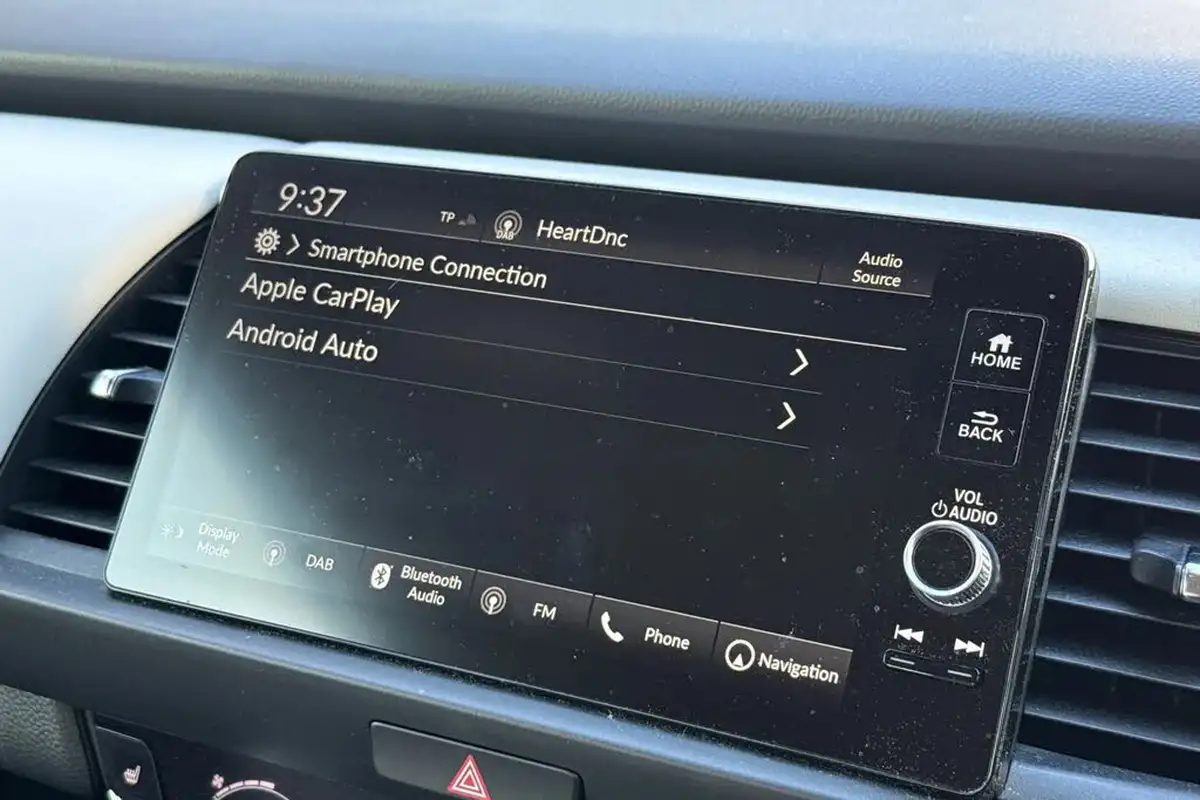 9:37
TP
DAB
HeartDnc
Audio
Source
Smartphone Connection
Apple CarPlay
Android Auto
HOME
BACK
VOL
AUDIO
Display
Mode
DAB
Bluetooth
Audio
FM
Phone
Navigation